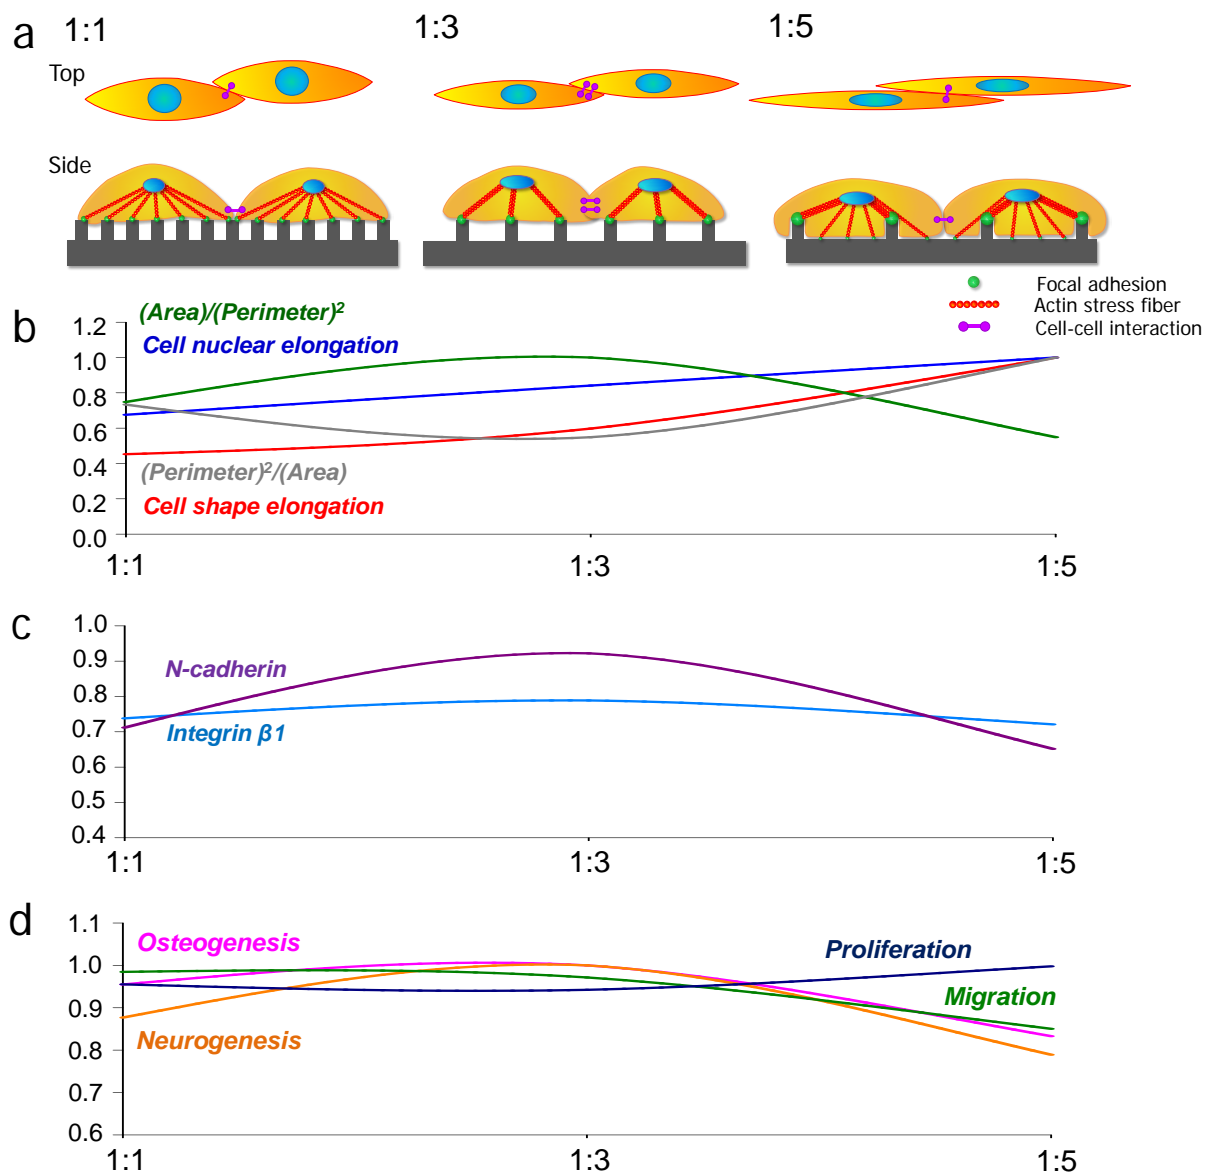 a
1:1
1:3
1:5
Top
Side
Focal adhesion
Actin stress fiber
Cell-cell interaction
b
(Area)/(Perimeter)²
Cell nuclear elongation
(Perimeter)²/(Area)
Cell shape elongation
1.2
1.0
0.8
0.6
0.4
0.2
0.0
1:1
1:3
1:5
c
N-cadherin
Integrin β1
1.0
0.9
0.8
0.7
0.6
0.5
0.4
1:1
1:3
1:5
d
Osteogenesis
Proliferation
Migration
Neurogenesis
1.1
1.0
0.9
0.8
0.7
0.6
1:1
1:3
1:5